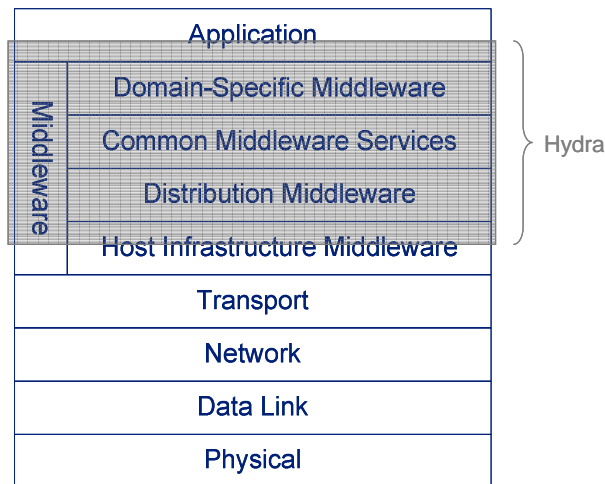 Application
Middleware
Domain-Specific Middleware
Common Middleware Services
Hydra
Distribution Middleware
Host Infrastructure Middleware
Transport
Network
Data Link
Physical